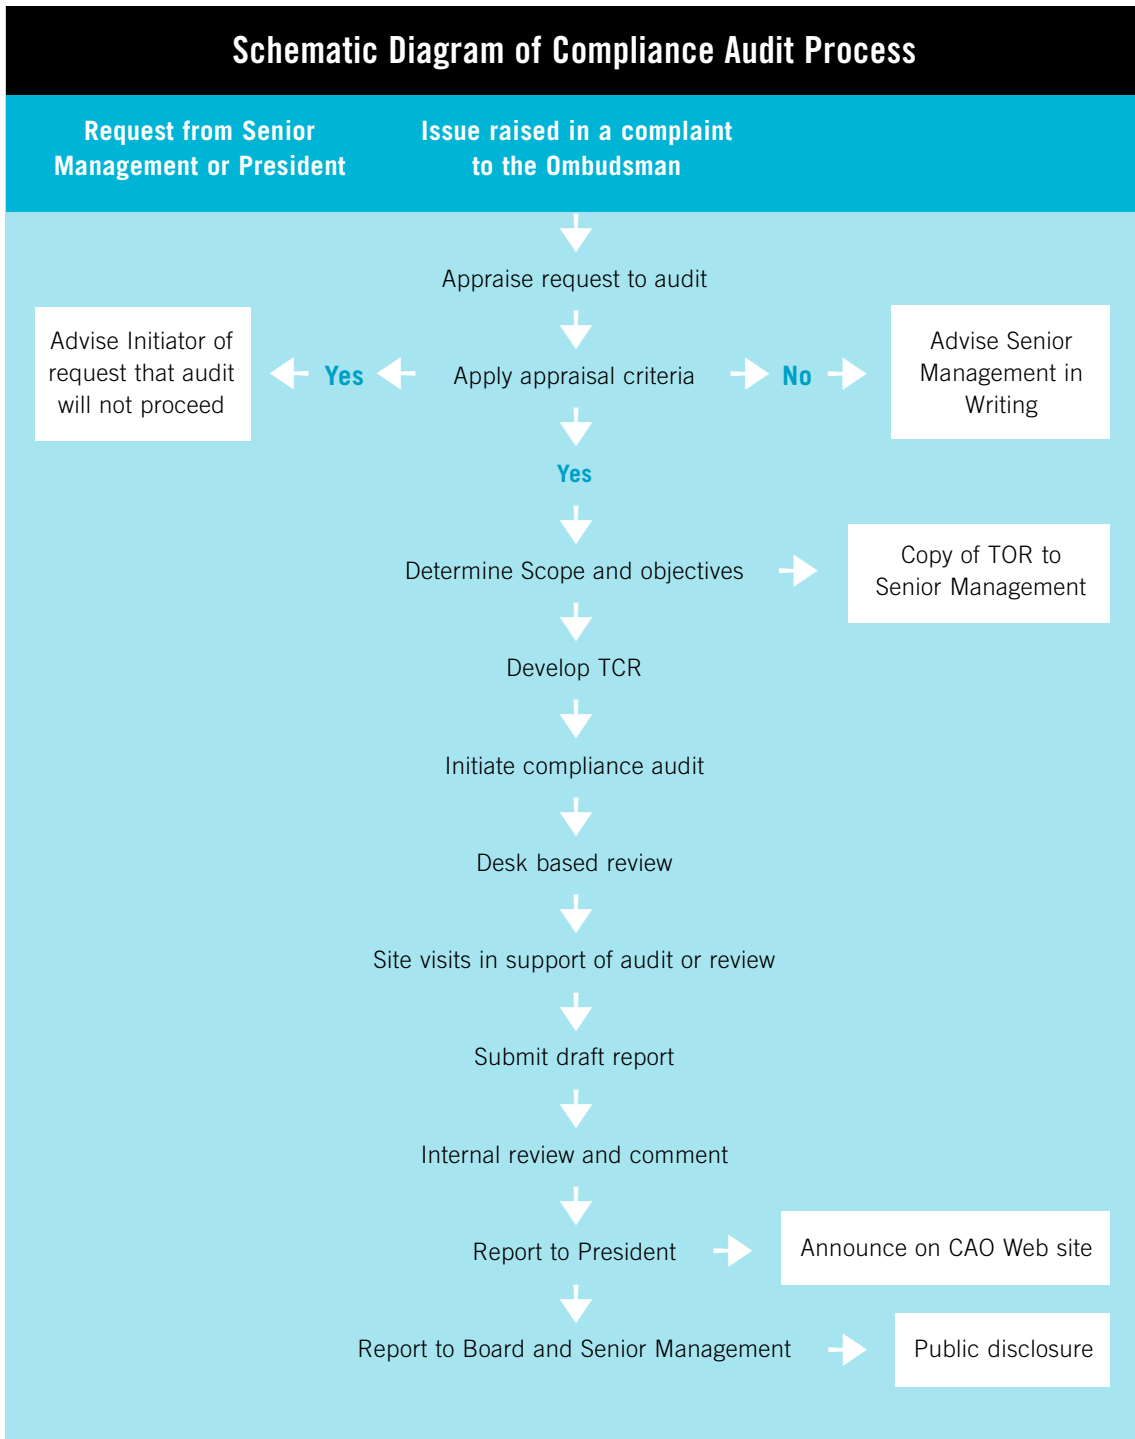 Schematic Diagram of Compliance Audit Process
Request from Senior
Management or President
Issue raised in a complaint
to the Ombudsman
Appraise request to audit
Advise Initiator of
request that audit
will not proceed
Yes
Apply appraisal criteria
No
Advise Senior
Management in
Writing
Yes
Determine Scope and objectives
Copy of TOR to
Senior Management
Develop TCR
Initiate compliance audit
Desk based review
Site visits in support of audit or review
Submit draft report
Internal review and comment
Report to President
Announce on CAO Web site
Report to Board and Senior Management
Public disclosure